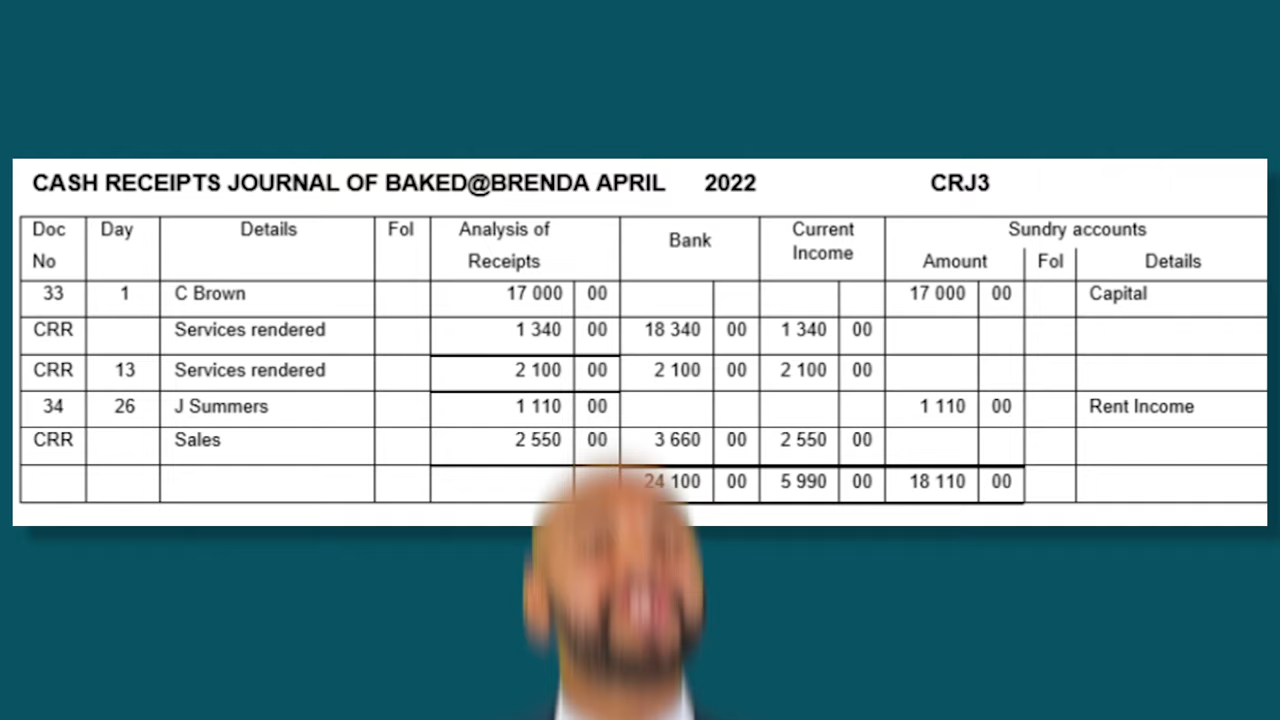 CASH RECEIPTS JOURNAL OF BAKED@BRENDA APRIL 2022 CRJ3
Doc No Day Details Fol Analysis of Receipts Bank Current Income Sundry accounts
Amount Fol Details
33 1 C Brown 17 000 00 17 000 00 Capital
CRR Services rendered 1 340 00 18 340 00 1 340 00
CRR 13 Services rendered 2 100 00 2 100 00 2 100 00
34 26 J Summers 1 110 00 1 110 00 Rent Income
CRR Sales 2 550 00 3 660 00 2 550 00
24 100 00 5 990 00 18 110 00